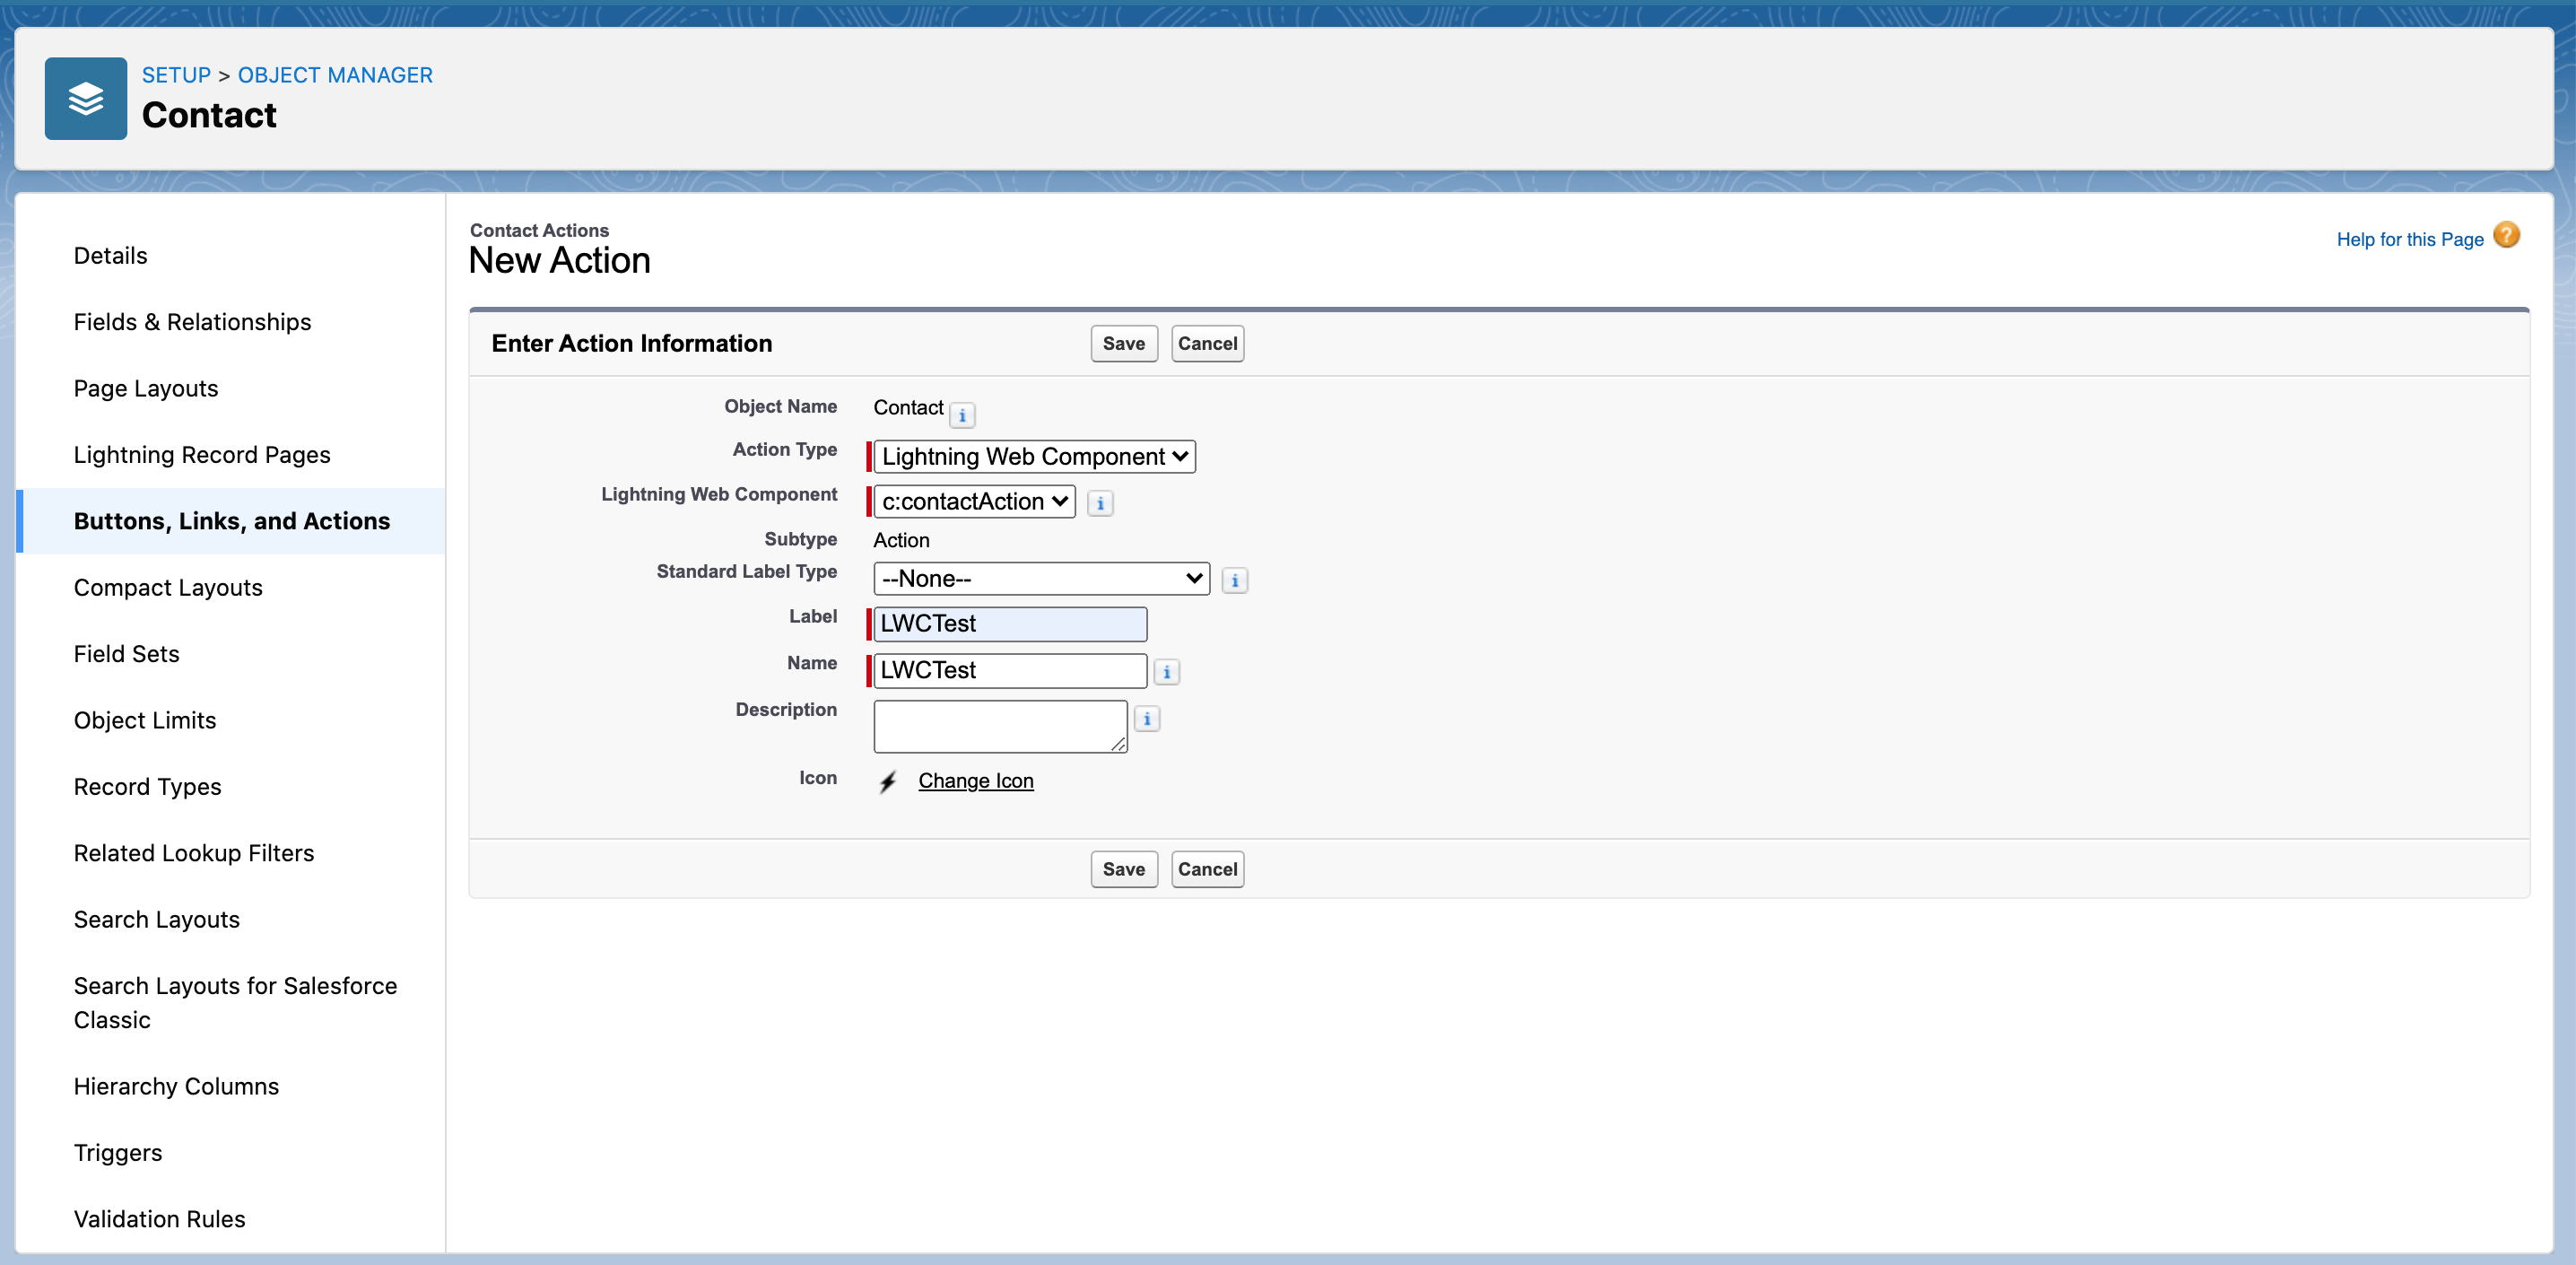 SETUP > OBJECT MANAGER
Contact
Details
Fields & Relationships
Page Layouts
Lightning Record Pages
Buttons, Links, and Actions
Compact Layouts
Field Sets
Object Limits
Record Types
Related Lookup Filters
Search Layouts
Search Layouts for Salesforce
Classic
Hierarchy Columns
Triggers
Validation Rules
Contact Actions
New Action
Help for this Page ?
Enter Action Information
Save Cancel
Object Name Contact i
Action Type Lightning Web Component
Lightning Web Component c:contactAction i
Subtype Action
Standard Label Type --None-- i
Label LWCTest
Name LWCTest i
Description i
Icon Change Icon
Save Cancel